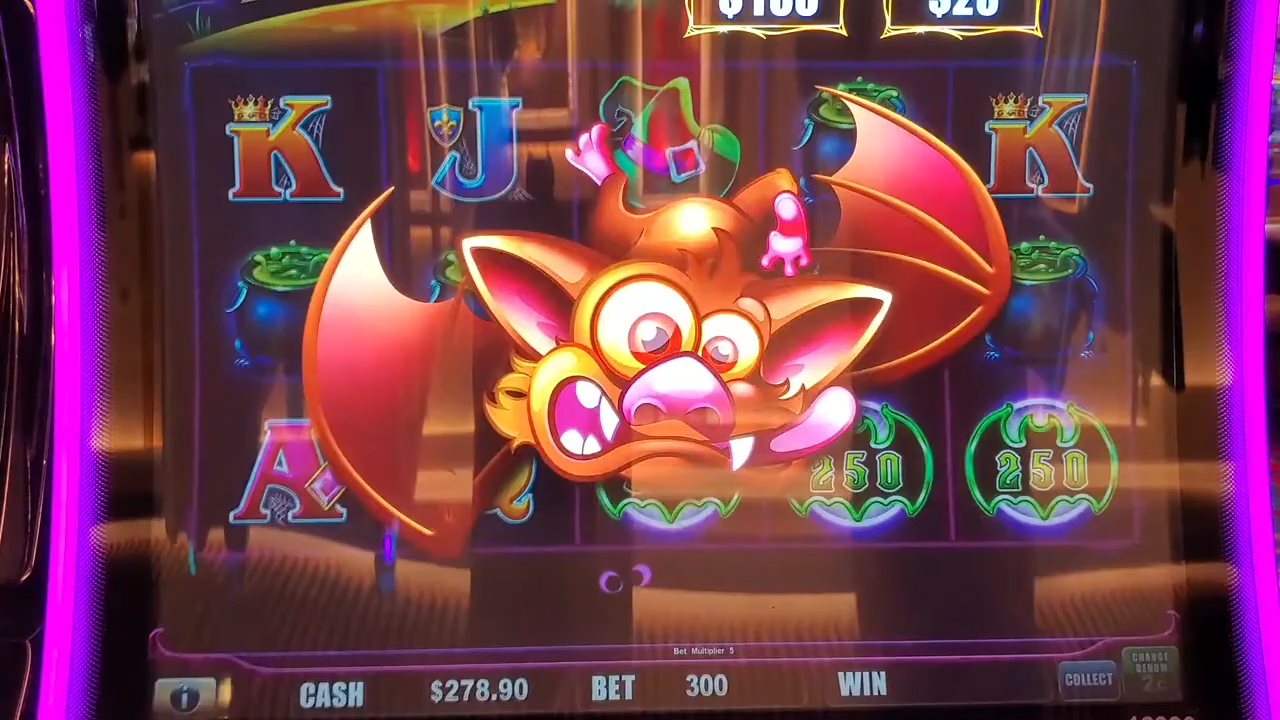 $100 $20
K J K
A 250 250
Bet Multiplier 5
CASH $278.90 BET 300 WIN COLLECT
CHANGE
DENOM
2¢